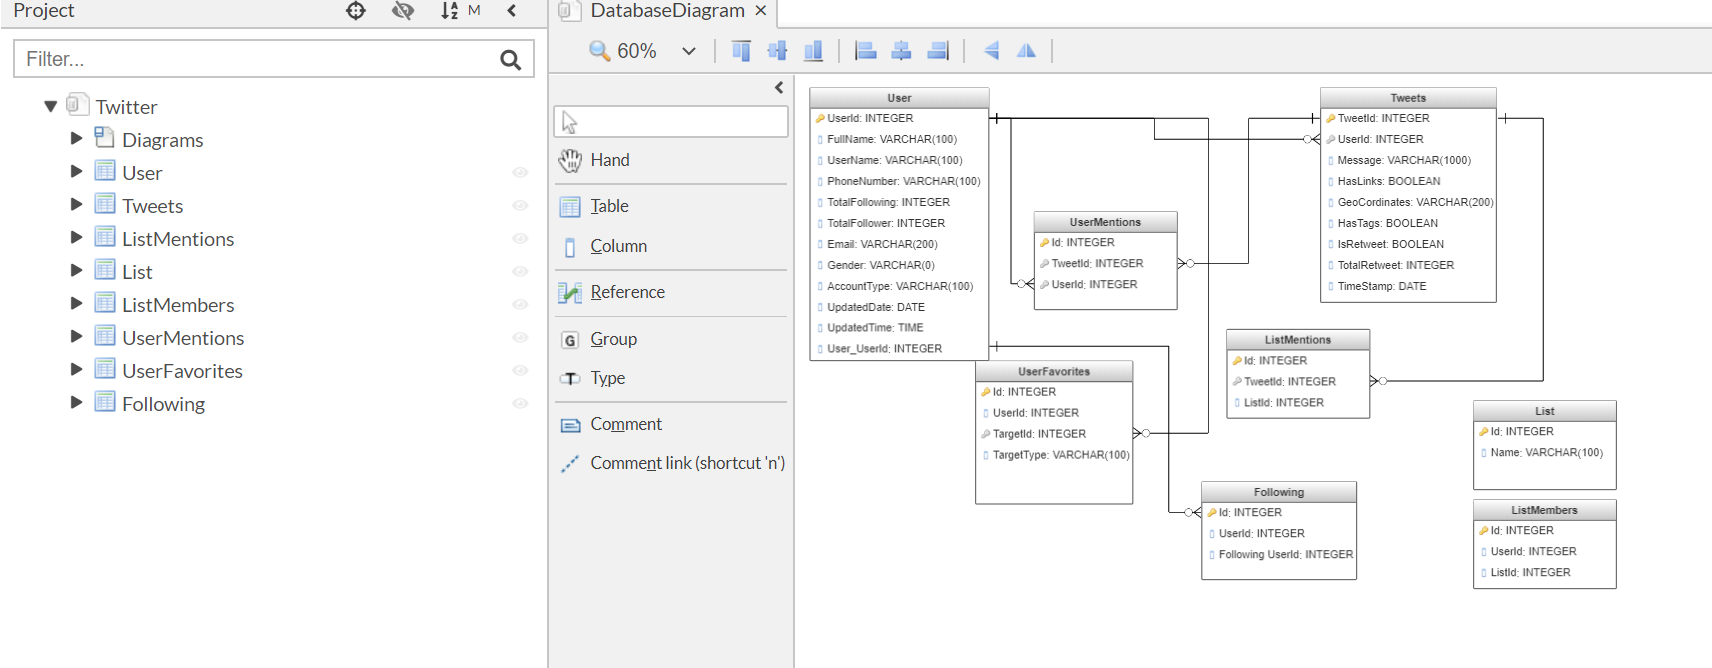 Project
M
Filter...
Twitter
Diagrams
User
Tweets
ListMentions
List
ListMembers
UserMentions
UserFavorites
Following
DatabaseDiagram ×
60%
Hand
Table
Column
Reference
G Group
T Type
Comment
Comment link (shortcut 'n')
User
UserId: INTEGER
FullName: VARCHAR(100)
UserName: VARCHAR(100)
PhoneNumber: VARCHAR(100)
TotalFollowing: INTEGER
TotalFollower: INTEGER
Email: VARCHAR(200)
Gender: VARCHAR(0)
AccountType: VARCHAR(100)
UpdatedDate: DATE
UpdatedTime: TIME
User_UserId: INTEGER
UserMentions
Id: INTEGER
TweetId: INTEGER
UserId: INTEGER
Tweets
TweetId: INTEGER
UserId: INTEGER
Message: VARCHAR(1000)
HasLinks: BOOLEAN
GeoCordinates: VARCHAR(200)
HasTags: BOOLEAN
IsRetweet: BOOLEAN
TotalRetweet: INTEGER
TimeStamp: DATE
UserFavorites
Id: INTEGER
UserId: INTEGER
TargetId: INTEGER
TargetType: VARCHAR(100)
ListMentions
Id: INTEGER
TweetId: INTEGER
ListId: INTEGER
List
Id: INTEGER
Name: VARCHAR(100)
Following
Id: INTEGER
UserId: INTEGER
Following UserId: INTEGER
ListMembers
Id: INTEGER
UserId: INTEGER
ListId: INTEGER